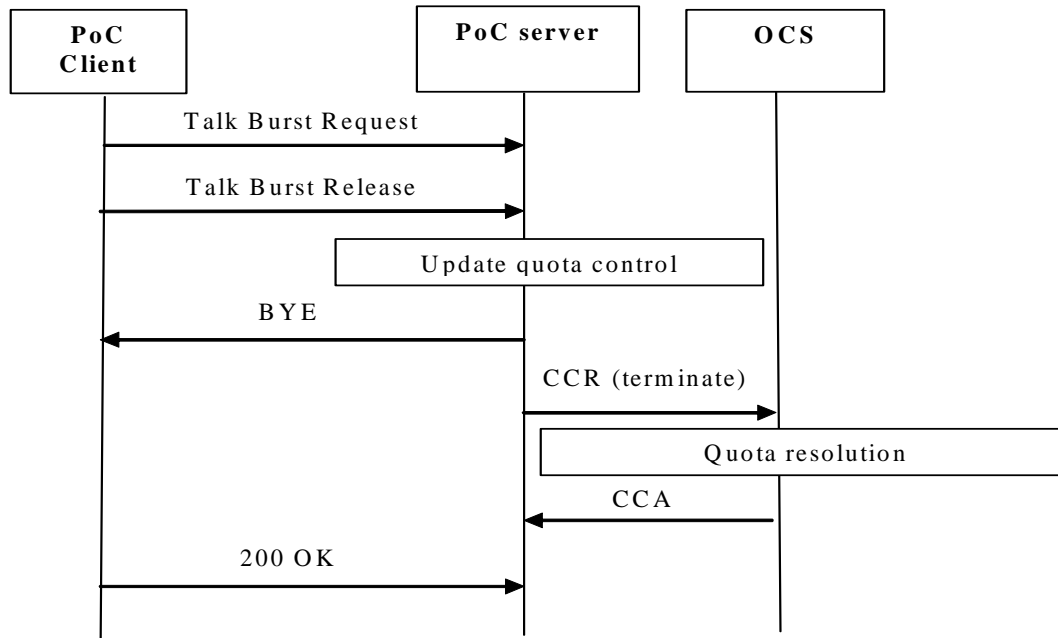 PoC
Client
PoC server
OCS
Talk Burst Request
Talk Burst Release
Update quota control
BYE
CCR (terminate)
Quota resolution
CCA
200 OK